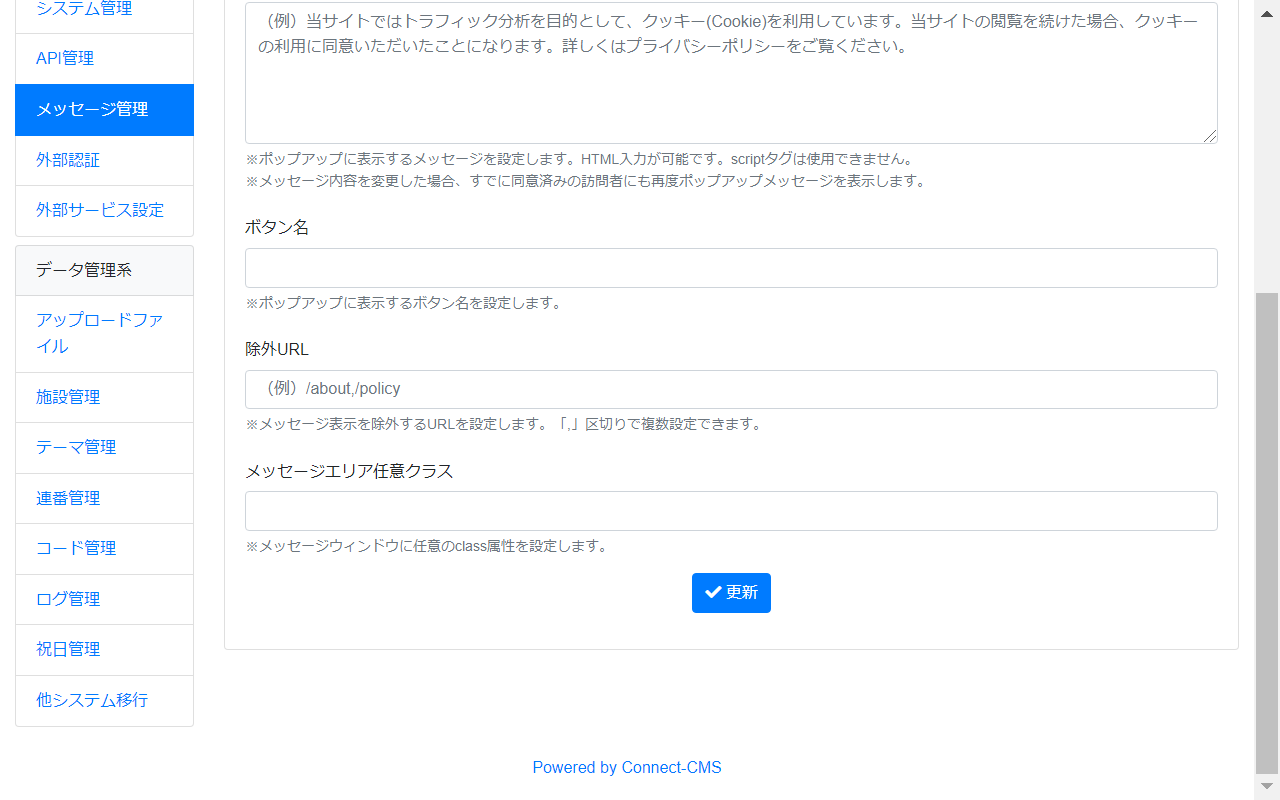 システム管理
API管理
メッセージ管理
外部認証
外部サービス設定
データ管理系
アップロードファ
イル
施設管理
テーマ管理
連番管理
コード管理
ログ管理
祝日管理
他システム移行
（例）当サイトではトラフィック分析を目的として、クッキー(Cookie)を利用しています。当サイトの閲覧を続けた場合、クッキー
の利用に同意いただいたことになります。詳しくはプライバシーポリシーをご覧ください。
※ポップアップに表示するメッセージを設定します。HTML入力が可能です。scriptタグは使用できません。
※メッセージ内容を変更した場合、すでに同意済みの訪問者にも再度ポップアップメッセージを表示します。
ボタン名
※ポップアップに表示するボタン名を設定します。
除外URL
（例）/about,/policy
※メッセージ表示を除外するURLを設定します。「,」区切りで複数設定できます。
メッセージエリア任意クラス
※メッセージウィンドウに任意のclass属性を設定します。
更新
Powered by Connect-CMS